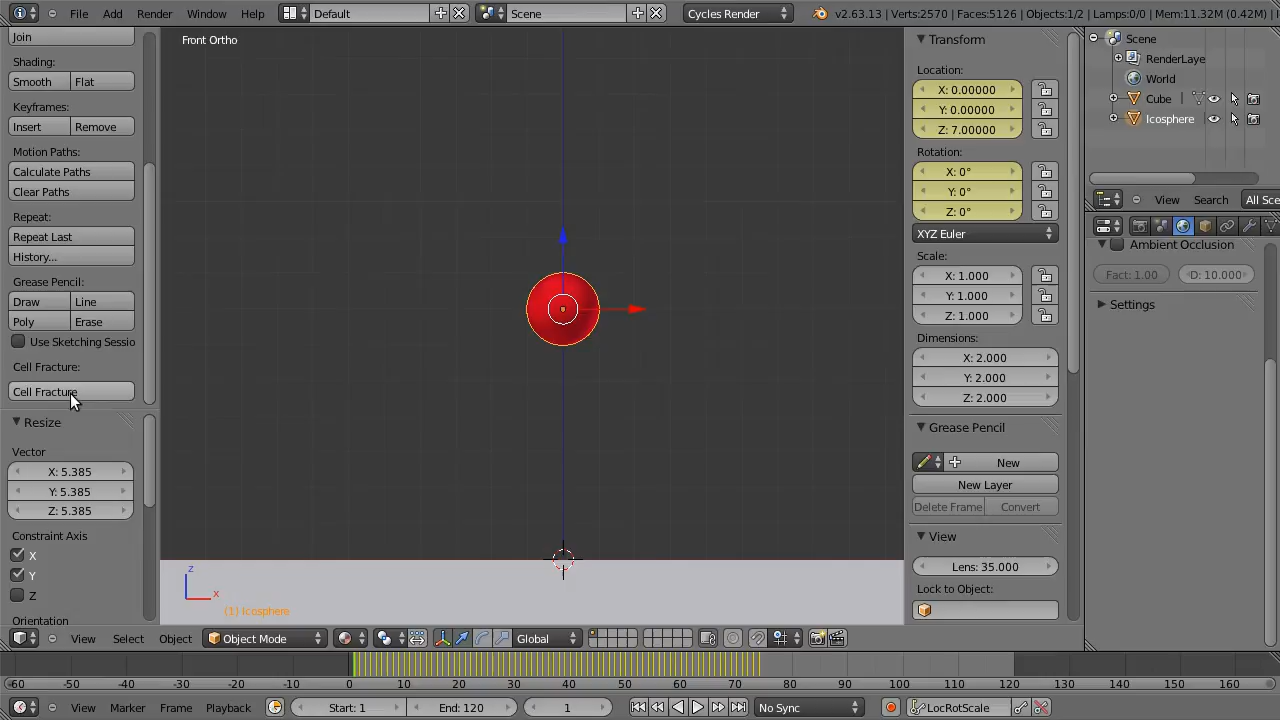 File Add Render Window Help Default Scene Cycles Render v2.63.13 | Verts:2570 | Faces:5126 | Objects:1/2 | Lamps:0/0 | Mem:11.32M (0.42M) | I
Join
Shading:
Smooth Flat
Keyframes:
Insert Remove
Motion Paths:
Calculate Paths
Clear Paths
Repeat:
Repeat Last
History...
Grease Pencil:
Draw Line
Poly Erase
Use Sketching Sessio
Cell Fracture:
Cell Fracture
Resize
Vector
X: 5.385
Y: 5.385
Z: 5.385
Constraint Axis
X
Y
Z
Orientation
Front Ortho
z
x
(1) Icosphere
Transform
Location:
X: 0.00000
Y: 0.00000
Z: 7.00000
Rotation:
X: 0°
Y: 0°
Z: 0°
XYZ Euler
Scale:
X: 1.000
Y: 1.000
Z: 1.000
Dimensions:
X: 2.000
Y: 2.000
Z: 2.000
Grease Pencil
New
New Layer
Delete Frame Convert
View
Lens: 35.000
Lock to Object:
Scene
RenderLaye
World
Cube
Icosphere
View Search All Sce
Ambient Occlusion
Fact: 1.00 D: 10.000
Settings
View Select Object Object Mode Global
-60 -50 -40 -30 -20 -10 0 10 20 30 40 50 60 70 80 90 100 110 120 130 140 150 160
View Marker Frame Playback Start: 1 End: 120 1 No Sync LocRotScale